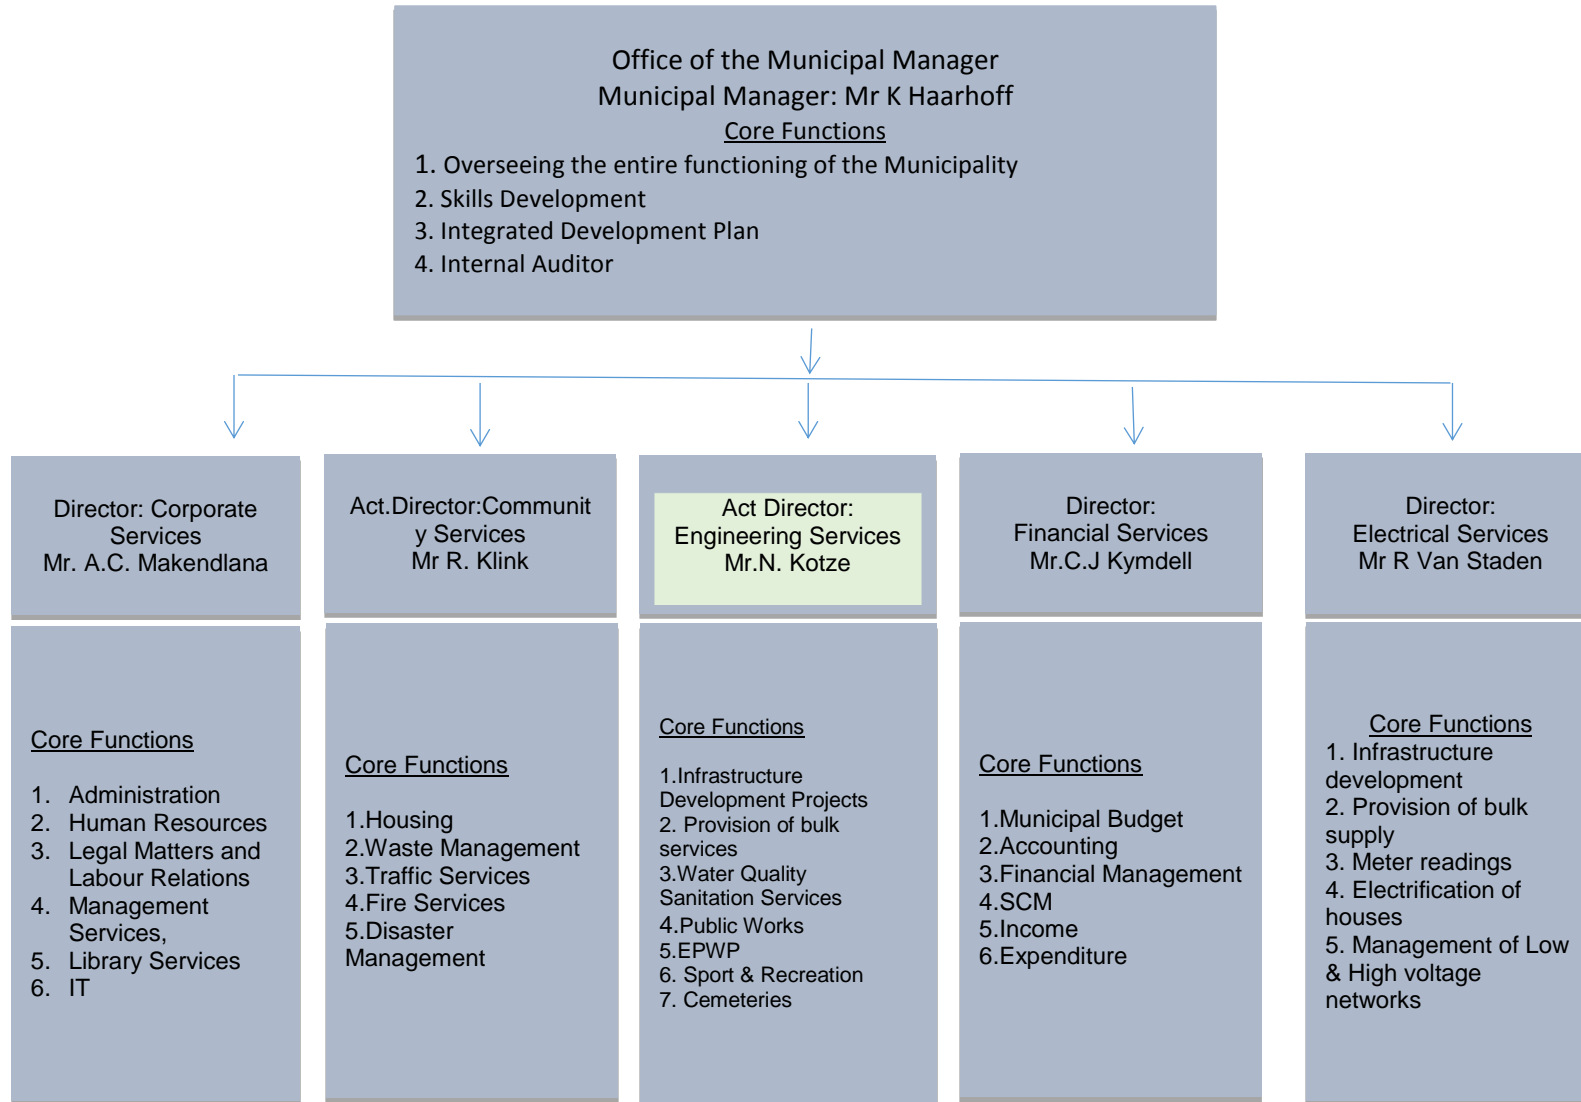 Office of the Municipal Manager
Municipal Manager: Mr K Haarhoff
Core Functions
1. Overseeing the entire functioning of the Municipality
2. Skills Development
3. Integrated Development Plan
4. Internal Auditor
Director: Corporate
Services
Mr. A.C. Makendlana
Core Functions
1. Administration
2. Human Resources
3. Legal Matters and
Labour Relations
4. Management
Services,
5. Library Services
6. IT
Act.Director:Communit
y Services
Mr R. Klink
Core Functions
1.Housing
2.Waste Management
3.Traffic Services
4.Fire Services
5.Disaster
Management
Act Director:
Engineering Services
Mr.N. Kotze
Core Functions
1.Infrastructure
Development Projects
2. Provision of bulk
services
3.Water Quality
Sanitation Services
4.Public Works
5.EPWP
6. Sport & Recreation
7. Cemeteries
Director:
Financial Services
Mr.C.J Kymdell
Core Functions
1.Municipal Budget
2.Accounting
3.Financial Management
4.SCM
5.Income
6.Expenditure
Director:
Electrical Services
Mr R Van Staden
Core Functions
1. Infrastructure
development
2. Provision of bulk
supply
3. Meter readings
4. Electrification of
houses
5. Management of Low
& High voltage
networks